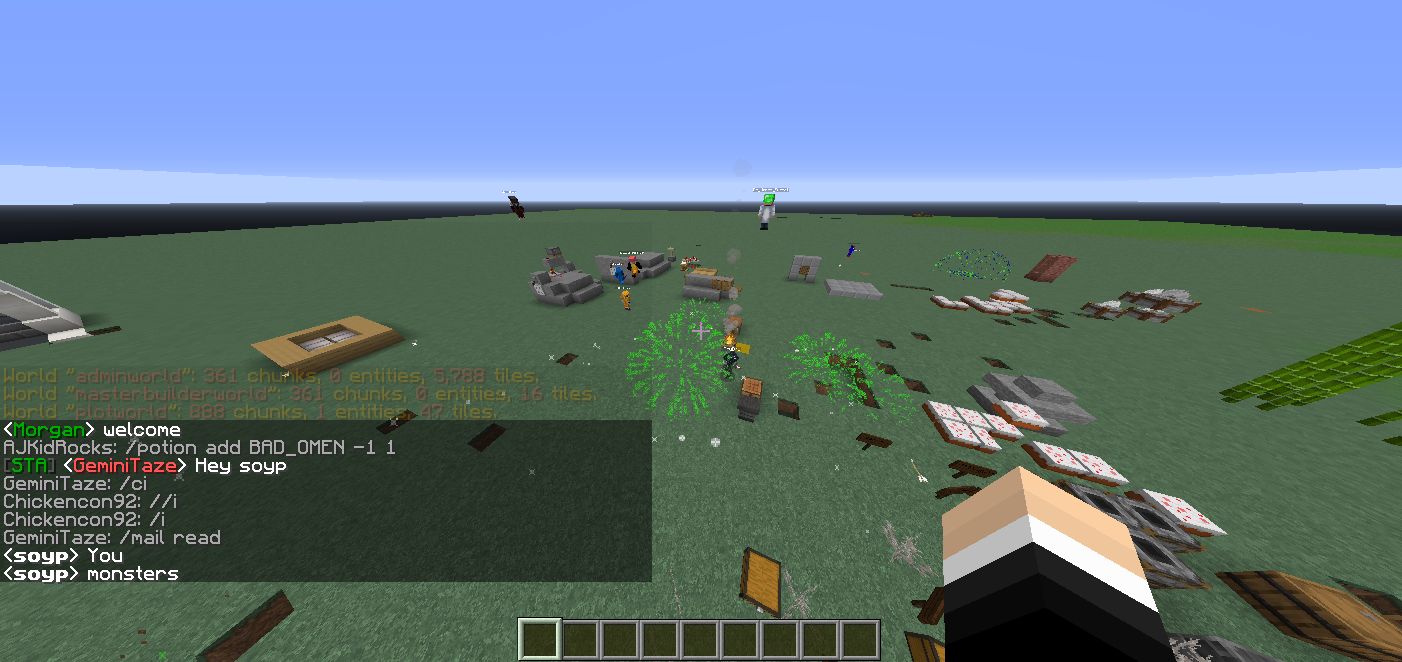 World "adminworld": 361 chunks, 0 entities, 5,788 tiles.
World "masterbuilderworld": 361 chunks, 0 entities, 16 tiles.
World "plotworld": 888 chunks, 1 entities, 47 tiles.
<Morgan> welcome
AJKidRocks: /potion add BAD_OMEN -1 1
[STA] <GeminiTaze> Hey soyp
GeminiTaze: /ci
Chickencon92: //i
Chickencon92: /i
GeminiTaze: /mail read
<soyp> You
<soyp> monsters